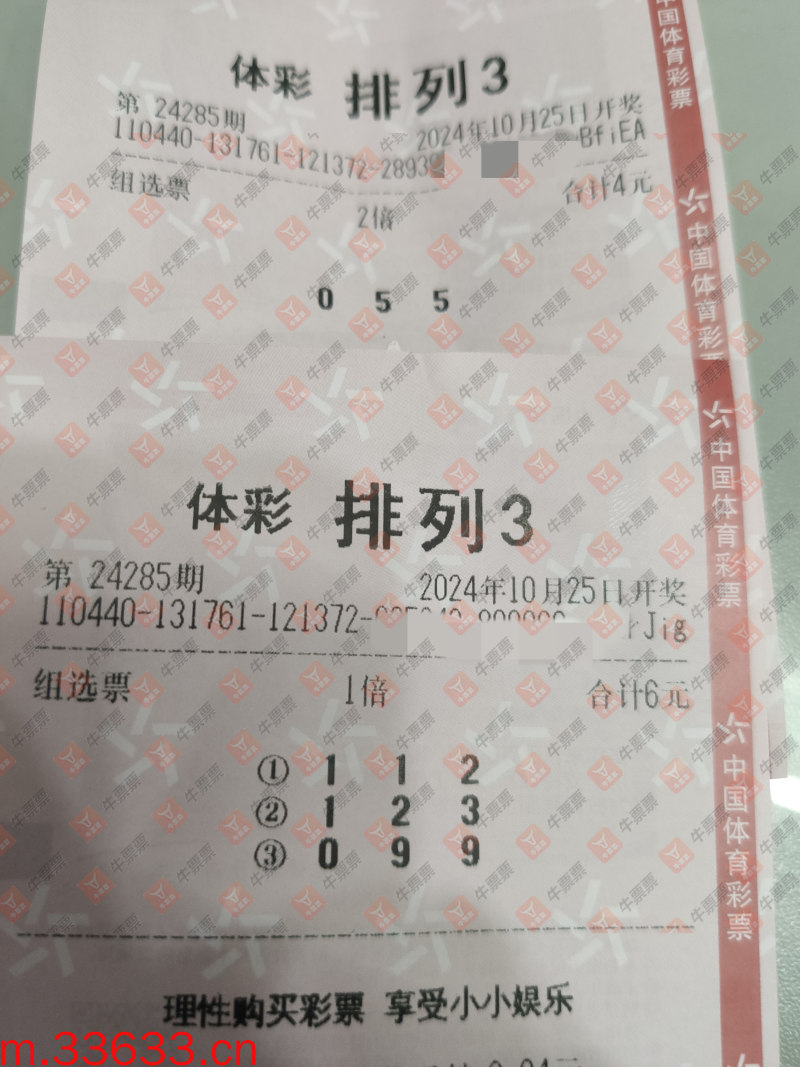 体彩 排列3
第 24285期
2024年10月25日开奖
110440-131761-121372-2893
BfiEA
组选票
2倍
合计4元
0 5 5
中国体育彩票
中国体育彩票
体彩 排列3
第 24285期
2024年10月25日开奖
110440-131761-121372-
rJig
组选票
1倍
合计6元
① 1 1 2
② 1 2 3
③ 0 9 9
中国体育彩票
中国体育彩票
理性购买彩票 享受小小娱乐
m.33633.cn
牛票票